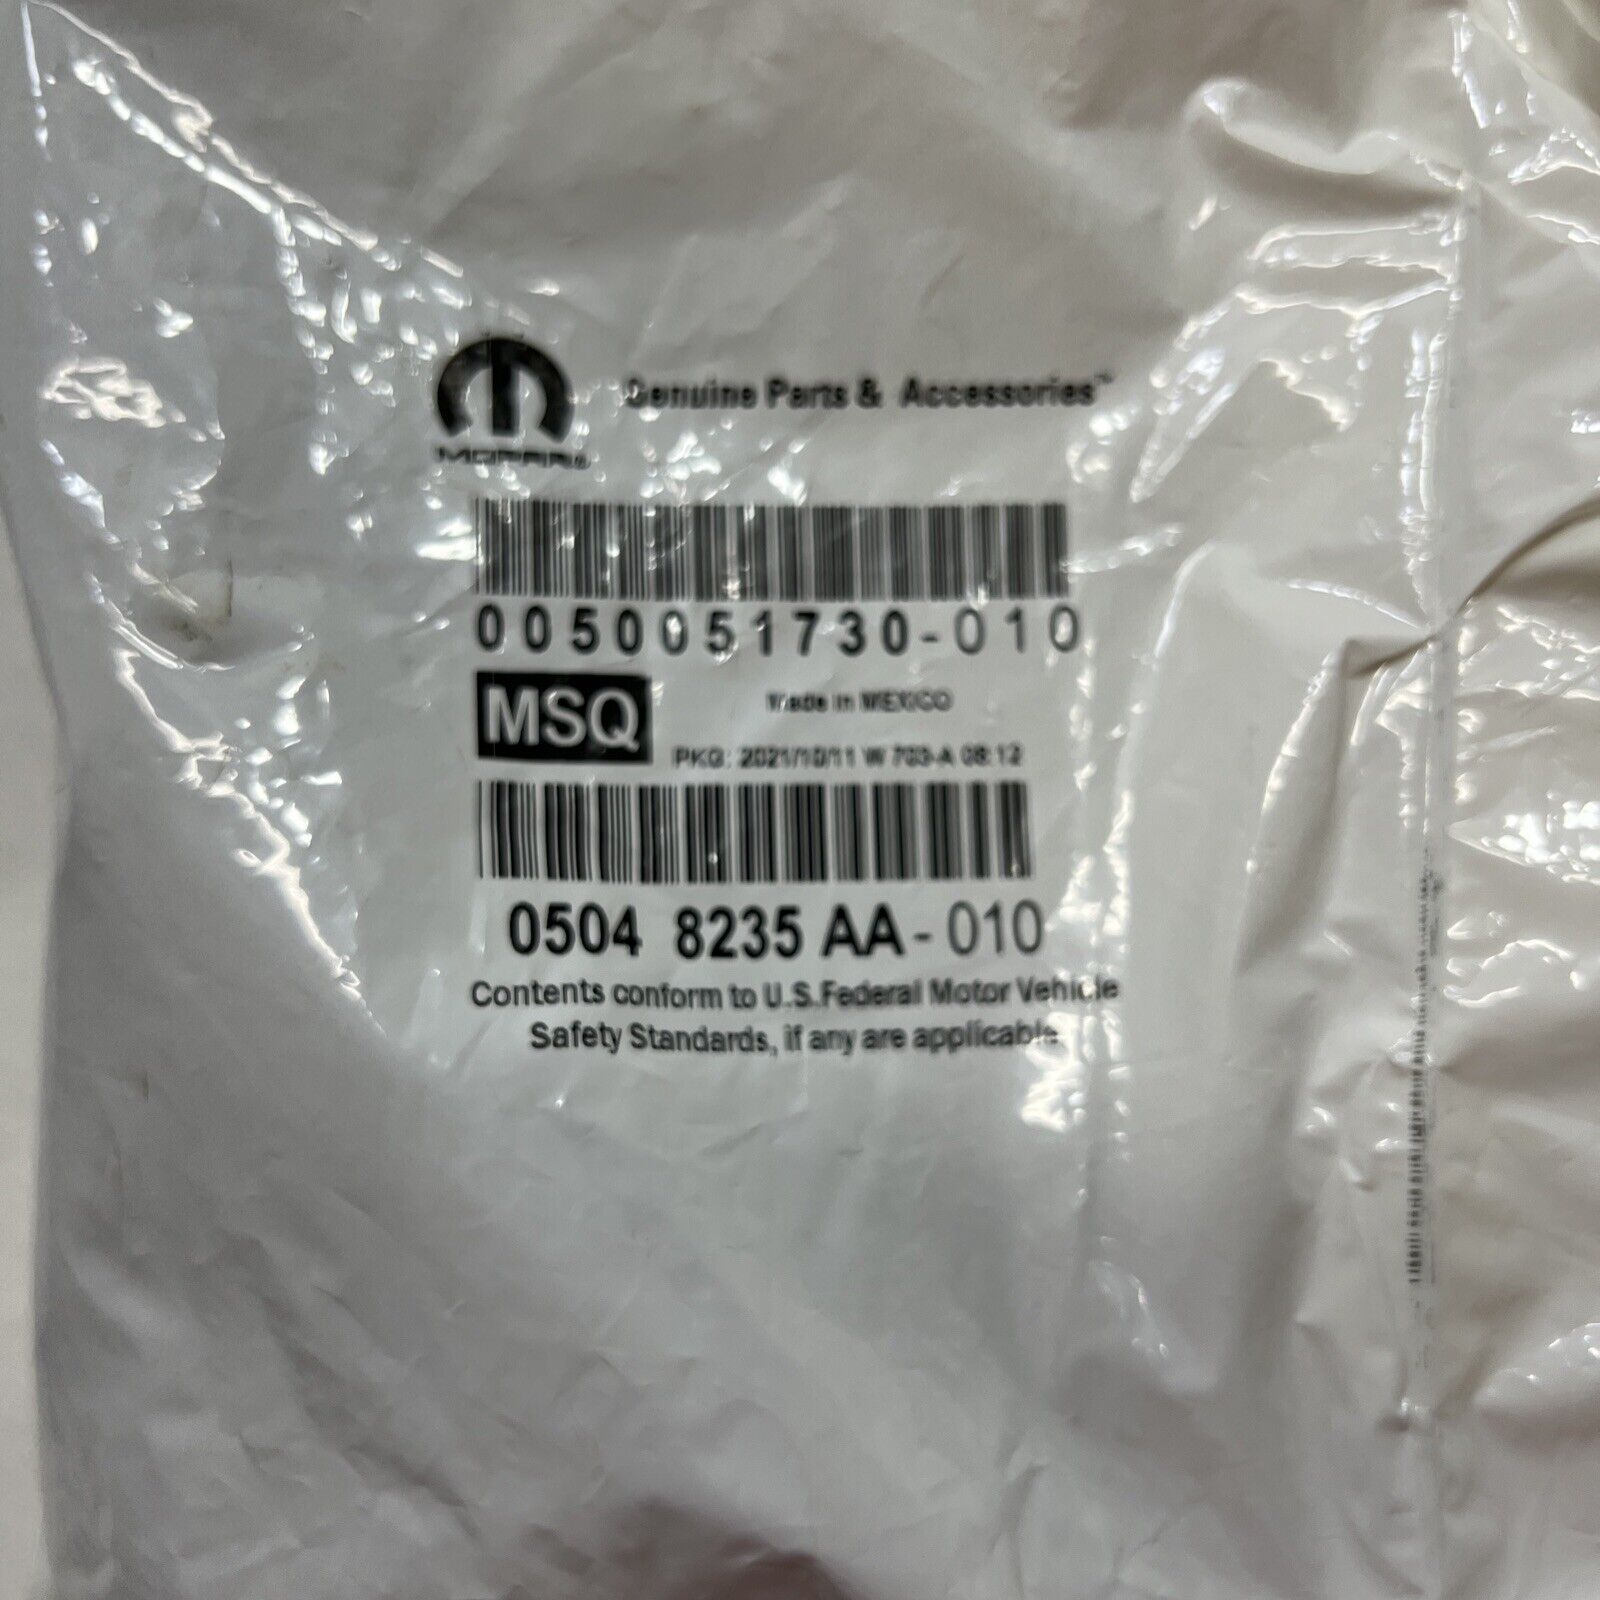 Genuine Parts & Accessories™
MOPAR®
0050051730-010
MSQ
Made in MEXICO
PKG: 2021/10/11 W 703-A 08:12
0504 8235 AA-010
Contents conform to U.S.Federal Motor Vehicle
Safety Standards, if any are applicable.